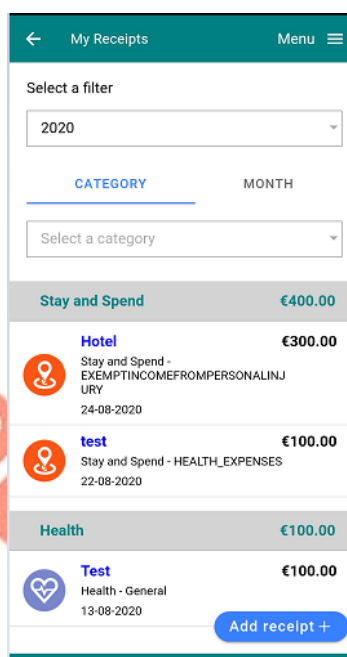 My Receipts Menu
Select a filter
2020
CATEGORY MONTH
Select a category
Stay and Spend €400.00
Hotel €300.00
Stay and Spend -
EXEMPTINCOMEFROMPERSONALINJ
URY
24-08-2020
test €100.00
Stay and Spend - HEALTH_EXPENSES
22-08-2020
Health €100.00
Test €100.00
Health - General
13-08-2020
Add receipt +